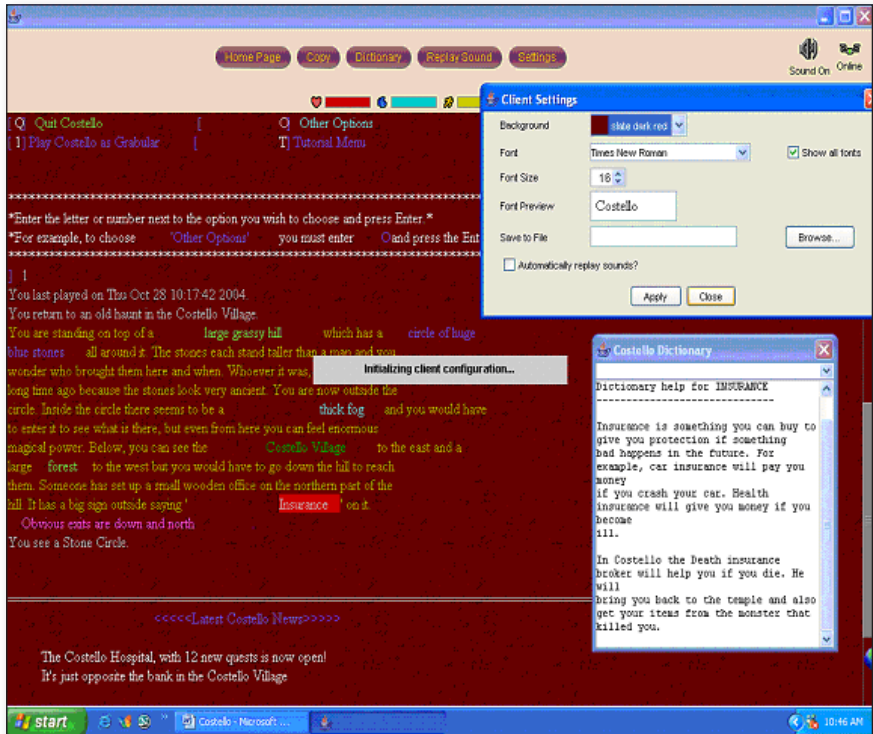 Home Page Copy Dictionary Replay Sound Settings
Sound On Online
[ Q] Quit Costello [ O] Other Options
[ 1] Play Costello as Grabular [ T] Tutorial Menu
*Enter the letter or number next to the option you wish to choose and press Enter.*
*For example, to choose 'Other Options' you must enter O and press the Ent
] 1
You last played on Thu Oct 28 10:17:42 2004.
You return to an old haunt in the Costello Village.
You are standing on top of a large grassy hill which has a circle of huge
blue stones all around it. The stones each stand taller than a man and you
wonder who brought them here and when. Whoever it was,
long time ago because the stones look very ancient. You are now outside the
circle. Inside the circle there seems to be a thick fog and you would have
to enter it to see what is there, but even from here you can feel enormous
magical power. Below, you can see the Costello Village to the east and a
large forest to the west but you would have to go down the hill to reach
them. Someone has set up a small wooden office on the northern part of the
hill. It has a big sign outside saying ' Insurance ' on it.
Obvious exits are down and north
You see a Stone Circle.
<<<<<Latest Costello News>>>>>
The Costello Hospital, with 12 new quests is now open!
It's just opposite the bank in the Costello Village
Initializing client configuration...
Client Settings
Background slate dark red
Font Times New Roman Show all fonts
Font Size 16
Font Preview Costello
Save to File Browse...
Automatically replay sounds?
Apply Close
Costello Dictionary
Dictionary help for INSURANCE
-------------------------------
Insurance is something you can buy to
give you protection if something
bad happens in the future. For
example, car insurance will pay you
money
if you crash your car. Health
insurance will give you money if you
become
ill.
In Costello the Death insurance
broker will help you if you die. He
will
bring you back to the temple and also
get your items from the monster that
killed you.
start Costello - Microsoft ... 10:46 AM